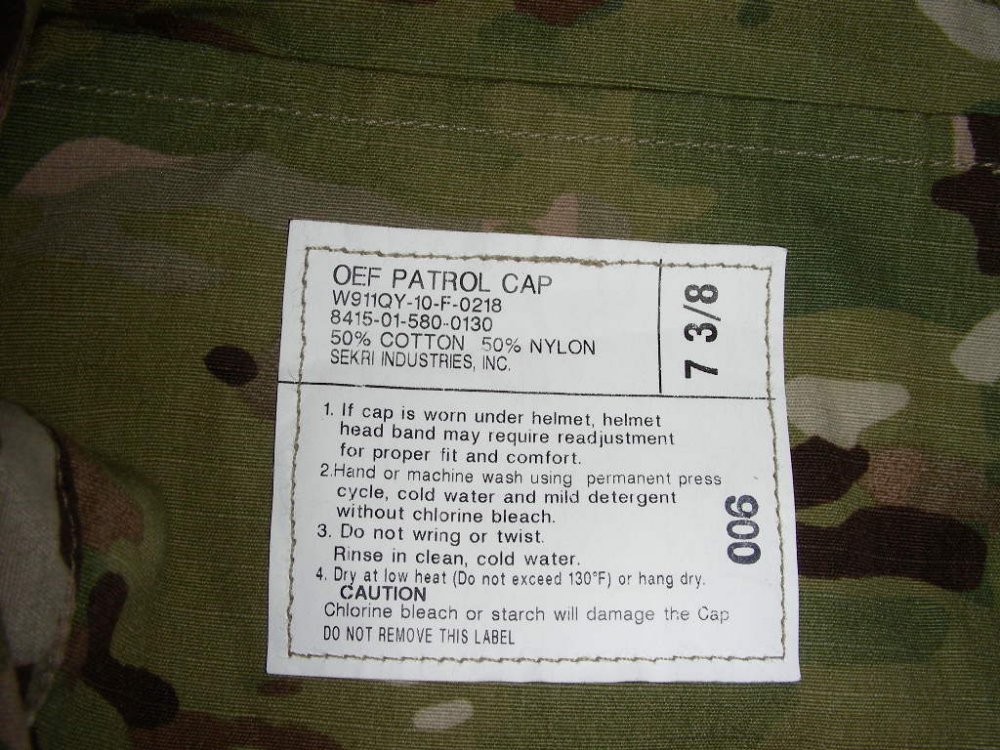 OEF PATROL CAP
W911QY-10-F-0218
8415-01-580-0130
50% COTTON 50% NYLON
SEKRI INDUSTRIES, INC.
7 3/8
1. If cap is worn under helmet, helmet
head band may require readjustment
for proper fit and comfort.
2.Hand or machine wash using permanent press
cycle, cold water and mild detergent
without chlorine bleach.
3. Do not wring or twist.
Rinse in clean, cold water.
4. Dry at low heat (Do not exceed 130°F) or hang dry.
CAUTION
Chlorine bleach or starch will damage the Cap
DO NOT REMOVE THIS LABEL
006